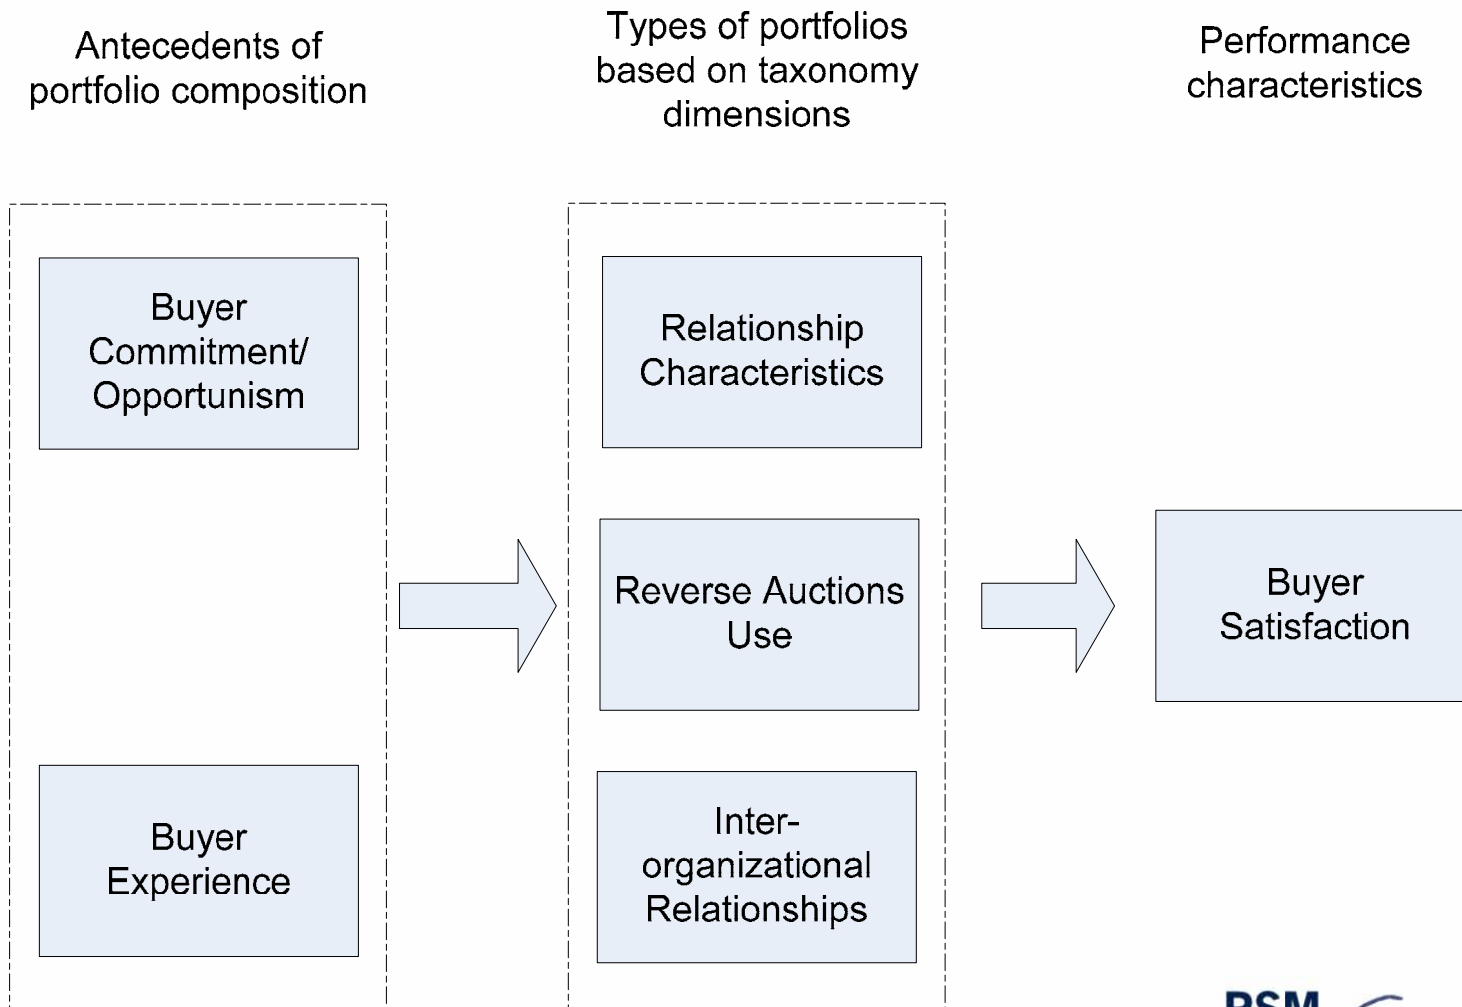 Antecedents of
portfolio composition
Types of portfolios
based on taxonomy
dimensions
Performance
characteristics
Buyer
Commitment/
Opportunism
Buyer
Experience
Relationship
Characteristics
Reverse Auctions
Use
Inter-
organizational
Relationships
Buyer
Satisfaction
RSM